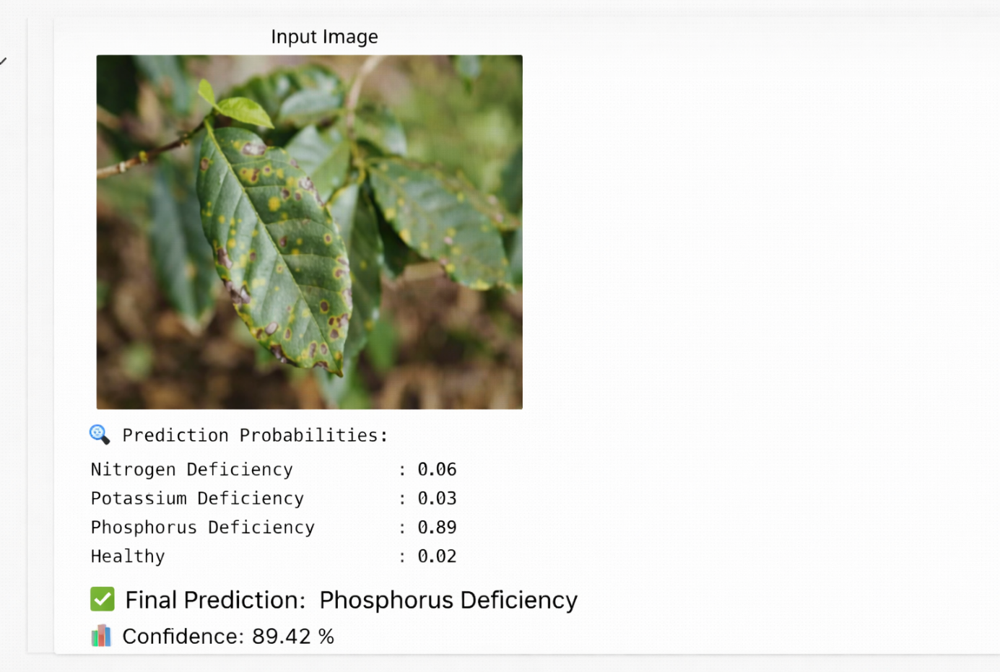 Input Image
Prediction Probabilities:
Nitrogen Deficiency : 0.06
Potassium Deficiency : 0.03
Phosphorus Deficiency : 0.89
Healthy : 0.02
Final Prediction: Phosphorus Deficiency
Confidence: 89.42 %